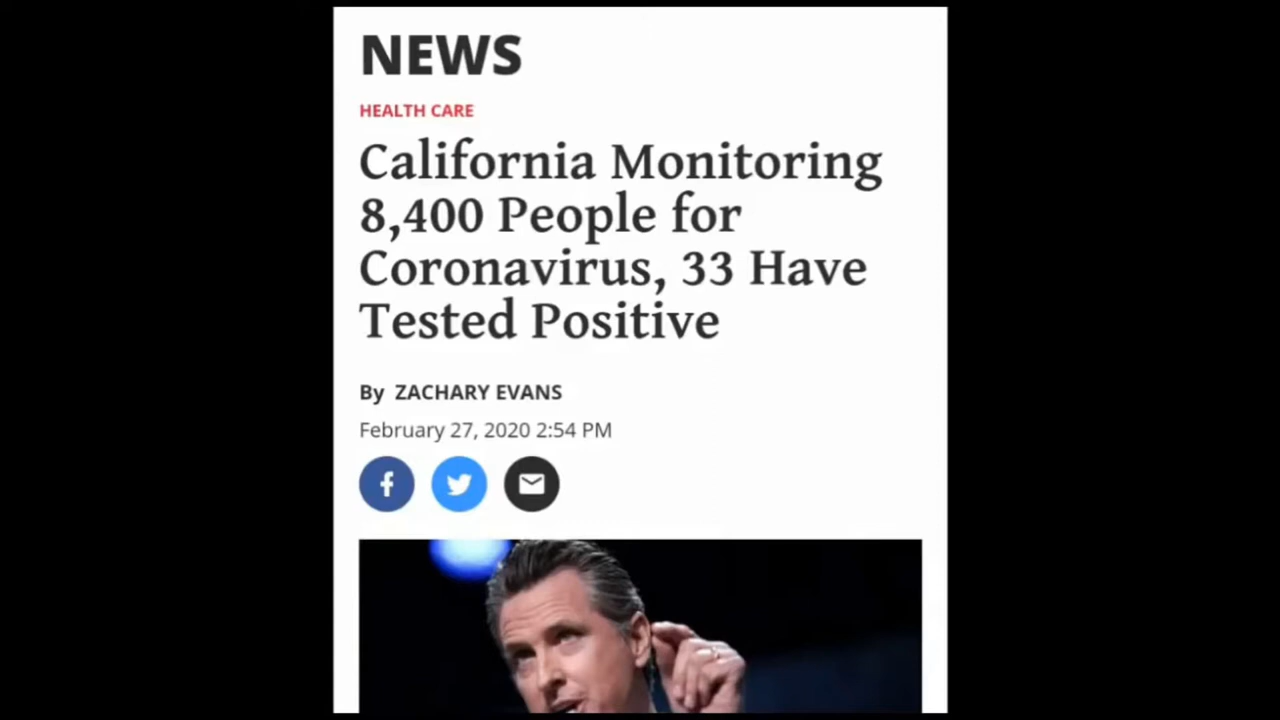 NEWS
HEALTH CARE
California Monitoring
8,400 People for
Coronavirus, 33 Have
Tested Positive
By ZACHARY EVANS
February 27, 2020 2:54 PM